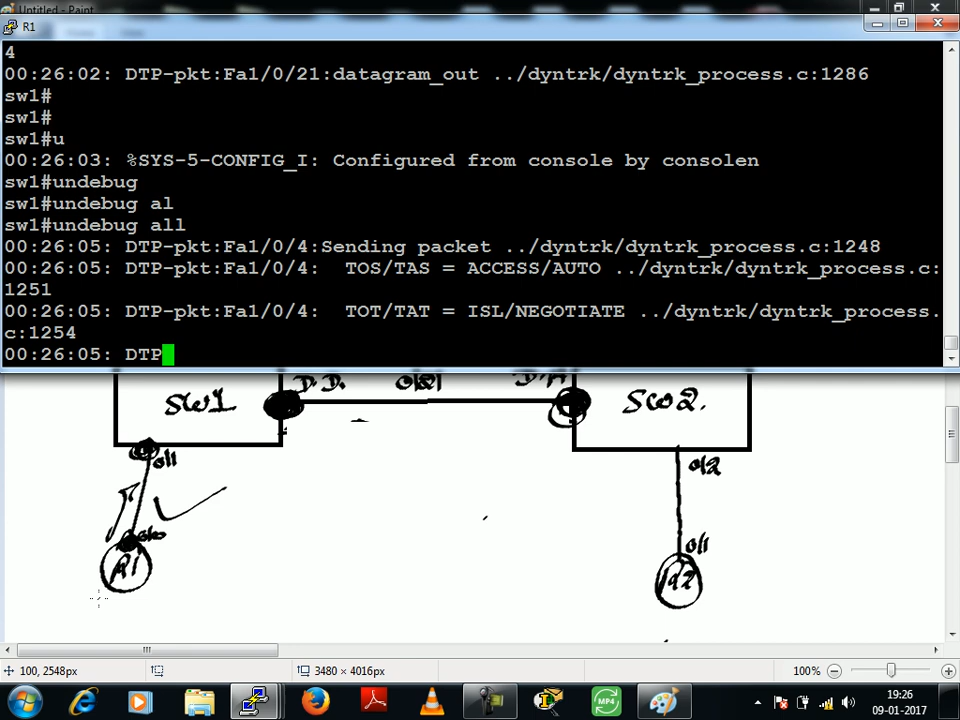 Untitled - Paint
R1
4
00:26:02: DTP-pkt:Fa1/0/21:datagram_out ../dyntrk/dyntrk_process.c:1286
sw1#
sw1#
sw1#u
00:26:03: %SYS-5-CONFIG_I: Configured from console by consolen
sw1#undebug
sw1#undebug al
sw1#undebug all
00:26:05: DTP-pkt:Fa1/0/4:Sending packet ../dyntrk/dyntrk_process.c:1248
00:26:05: DTP-pkt:Fa1/0/4:  TOS/TAS = ACCESS/AUTO ../dyntrk/dyntrk_process.c:
1251
00:26:05: DTP-pkt:Fa1/0/4:  TOT/TAT = ISL/NEGOTIATE ../dyntrk/dyntrk_process.
c:1254
00:26:05: DTP
D.D. D.A
SW1 SW2.
0/1 0/2
0/0 0/1
R1 R2
100, 2548px 3480 × 4016px 100%
MP4 19:26
09-01-2017